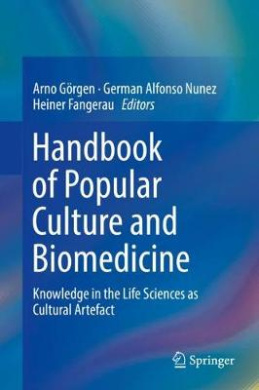 Arno Görgen · German Alfonso Nunez
Heiner Fangerau Editors
Handbook
of Popular
Culture and
Biomedicine
Knowledge in the Life Sciences as
Cultural Artefact
Springer